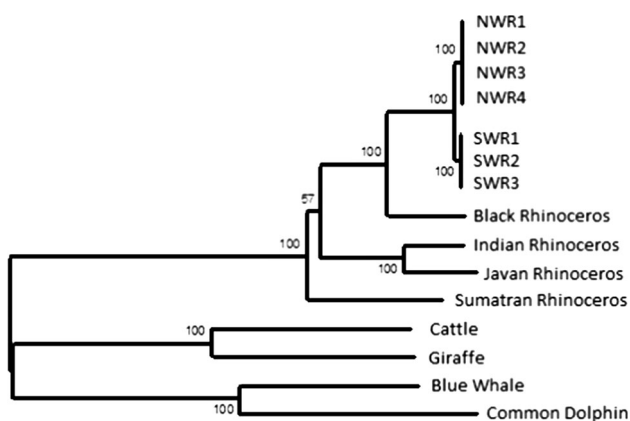 NWR1
100
NWR2
NWR3
100
NWR4
SWR1
100
SWR2
100
SWR3
57
Black Rhinoceros
100
Indian Rhinoceros
100
Javan Rhinoceros
Sumatran Rhinoceros
100
Cattle
Giraffe
Blue Whale
100
Common Dolphin